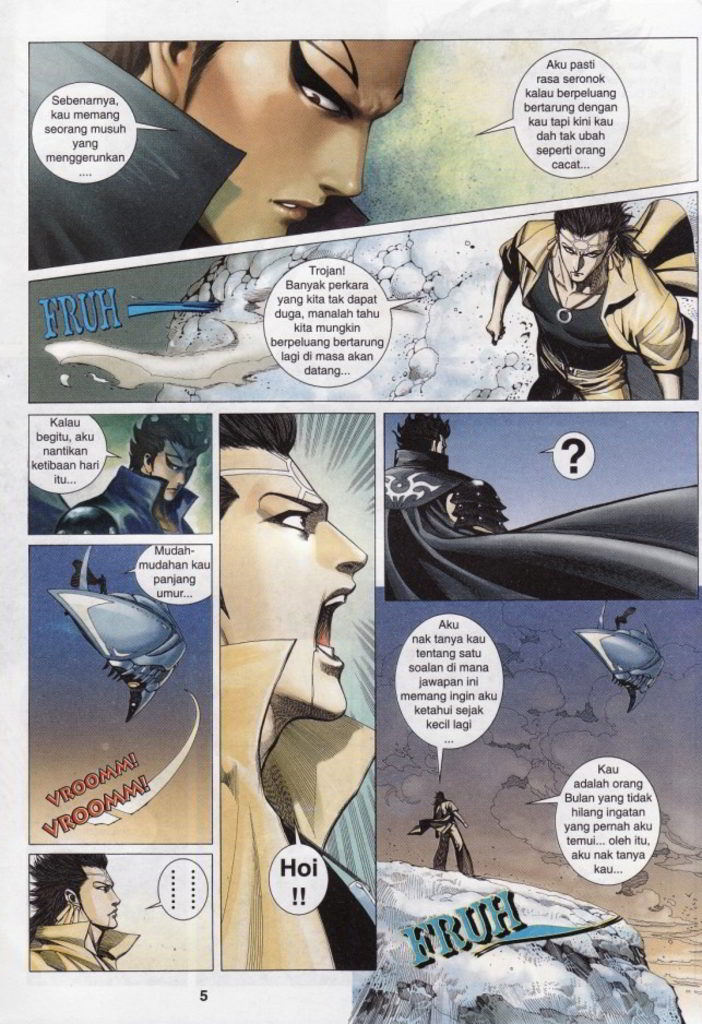 Sebenarnya,
kau memang
seorang musuh
yang
menggerunkan
....
Aku pasti
rasa seronok
kalau berpeluang
bertarung dengan
kau tapi kini kau
dah tak ubah
seperti orang
cacat...
FRUH
Trojan!
Banyak perkara
yang kita tak dapat
duga, manalah tahu
kita mungkin
berpeluang bertarung
lagi di masa akan
datang...
Kalau
begitu, aku
nantikan
ketibaan hari
itu...
Mudah-
mudahan kau
panjang
umur...
VROOMM!
VROOMM!
Hoi
!!
?
Aku
nak tanya kau
tentang satu
soalan di mana
jawapan ini
memang ingin aku
ketahui sejak
kecil lagi
...
Kau
adalah orang
Bulan yang tidak
hilang ingatan
yang pernah aku
temui... oleh itu,
aku nak tanya
kau...
FRUH
5